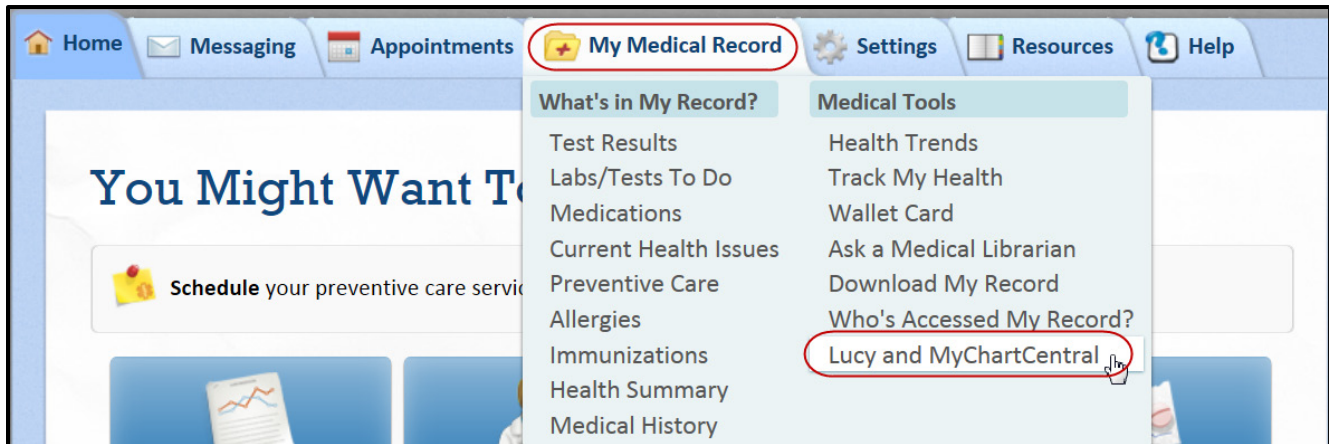 Home Messaging Appointments My Medical Record Settings Resources Help
What's in My Record?
Test Results
Labs/Tests To Do
Medications
Current Health Issues
Preventive Care
Allergies
Immunizations
Health Summary
Medical History
Medical Tools
Health Trends
Track My Health
Wallet Card
Ask a Medical Librarian
Download My Record
Who's Accessed My Record?
Lucy and MyChartCentral
You Might Want
Schedule your preventive care